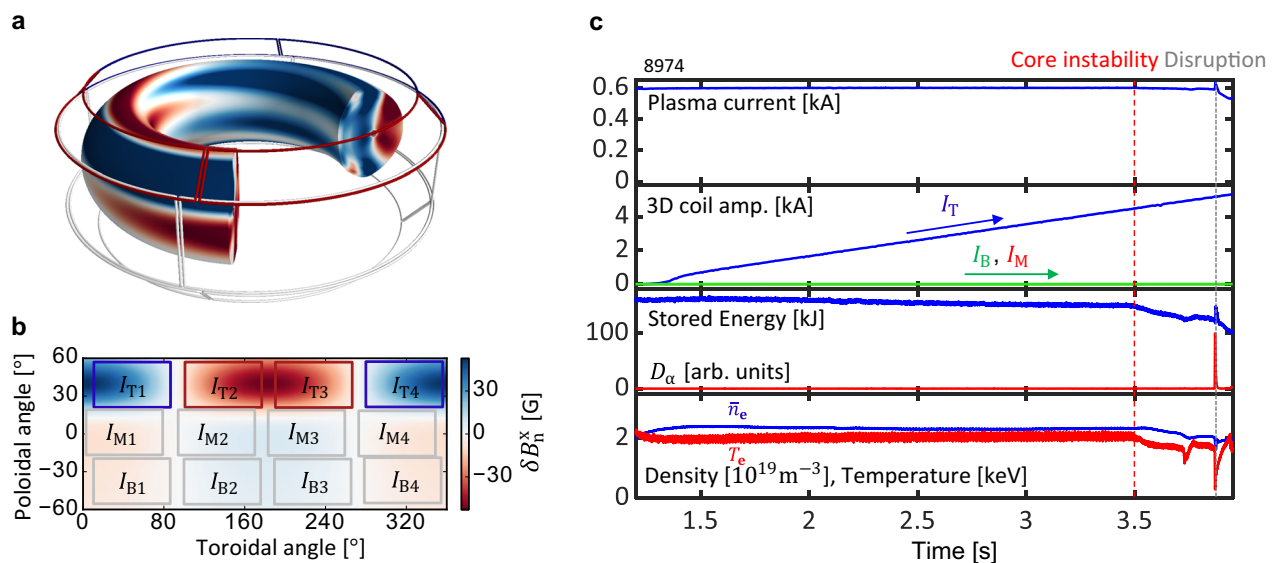 a
b
60
30
0
−30
−60
Poloidal angle [°]
I_T1
I_T2
I_T3
I_T4
I_M1
I_M2
I_M3
I_M4
I_B1
I_B2
I_B3
I_B4
0
80
160
240
320
Toroidal angle [°]
30
0
−30
δB_n^x [G]
c
8974
Core instability Disruption
0.6
Plasma current [kA]
0.4
0.2
0
3D coil amp. [kA]
4
I_T
2
I_B, I_M
0
Stored Energy [kJ]
100
D_α [arb. units]
0
n̄_e
2
T_e
Density [10^19 m^−3], Temperature [keV]
0
1.5
2
2.5
3
3.5
Time [s]